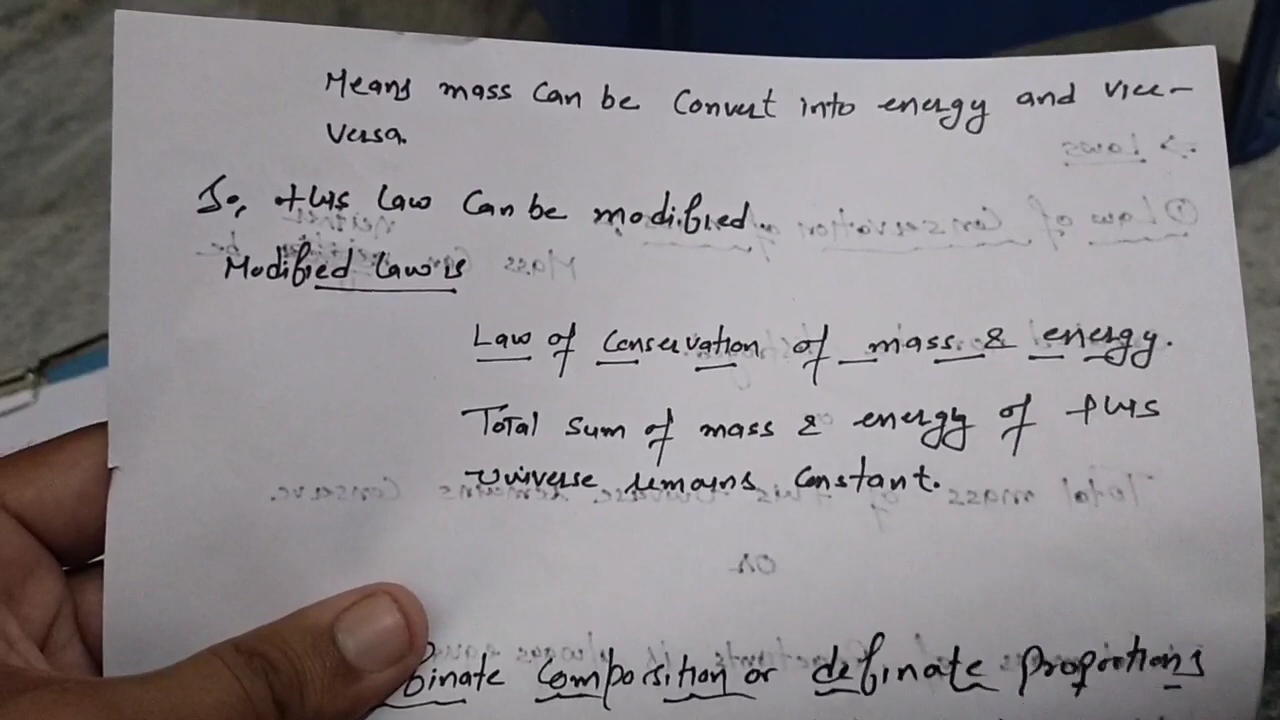 Means mass can be convert into energy and vice-
versa.
So, this law can be modified
Modified law is
Law of conservation of mass & energy.
Total sum of mass & energy of this
universe remains constant.
finate composition or definate proportions